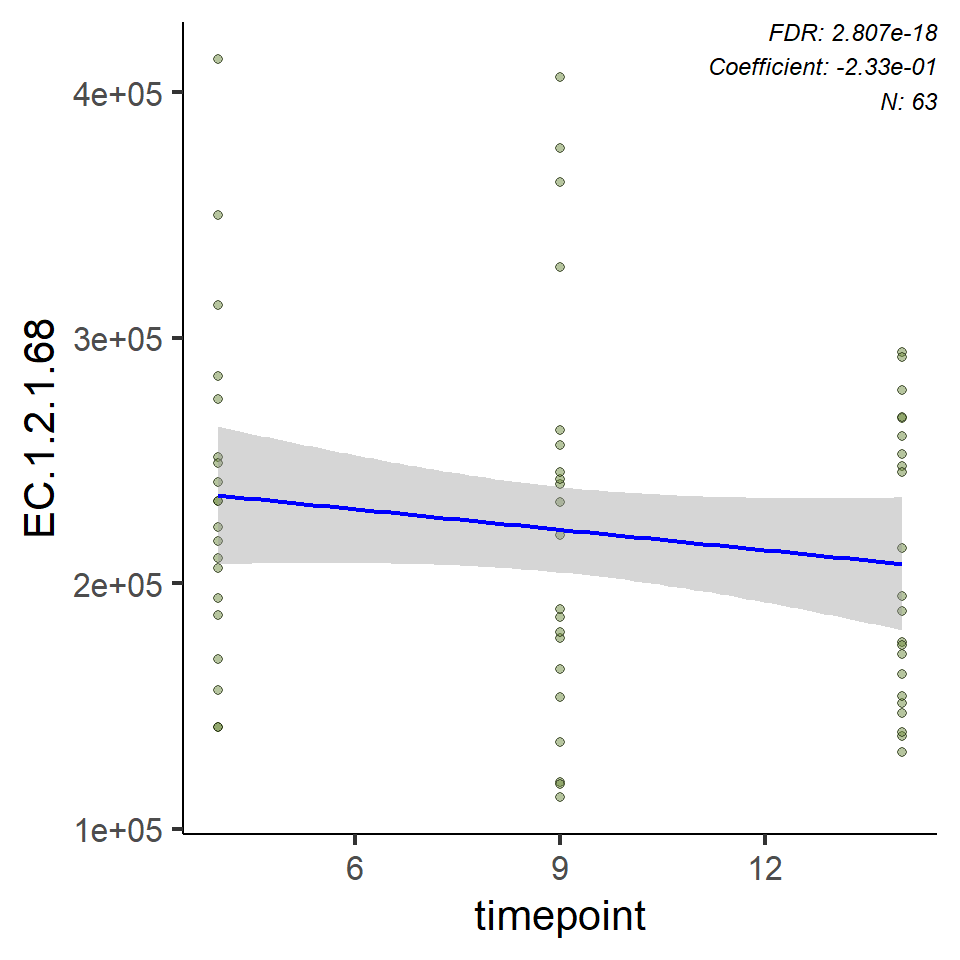 FDR: 2.807e-18
Coefficient: -2.33e-01
N: 63
4e+05
3e+05
2e+05
1e+05
EC.1.2.1.68
6 9 12
timepoint